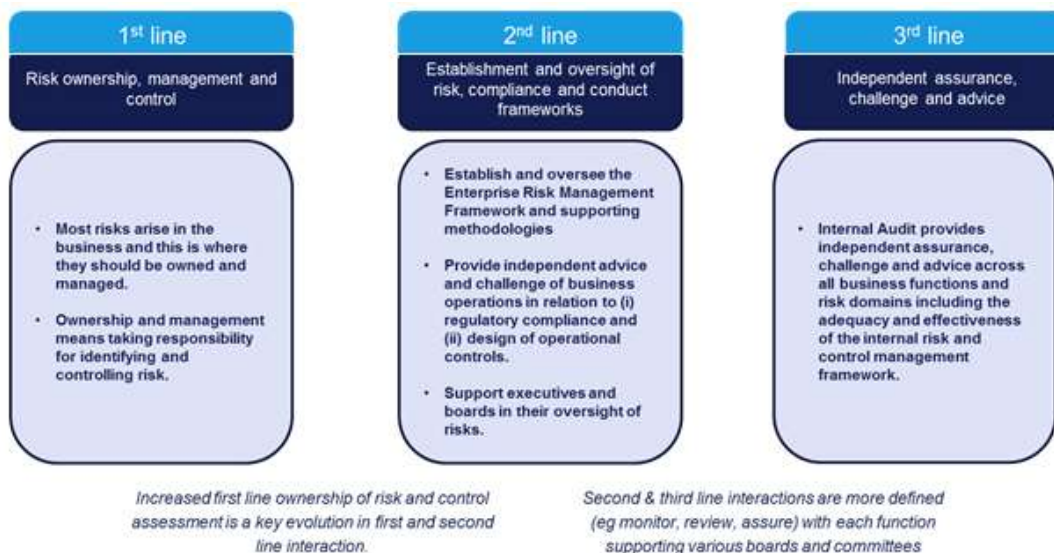 1st line
Risk ownership, management and
control
• Most risks arise in the
business and this is where
they should be owned and
managed.
• Ownership and management
means taking responsibility
for identifying and
controlling risk.
2nd line
Establishment and oversight of
risk, compliance and conduct
frameworks
• Establish and oversee the
Enterprise Risk Management
Framework and supporting
methodologies
• Provide independent advice
and challenge of business
operations in relation to (i)
regulatory compliance and
(ii) design of operational
controls.
• Support executives and
boards in their oversight of
risks.
3rd line
Independent assurance,
challenge and advice
• Internal Audit provides
independent assurance,
challenge and advice across
all business functions and
risk domains including the
adequacy and effectiveness
of the internal risk and
control management
framework.
Increased first line ownership of risk and control
assessment is a key evolution in first and second
line interaction.
Second & third line interactions are more defined
(eg monitor, review, assure) with each function
supporting various boards and committees